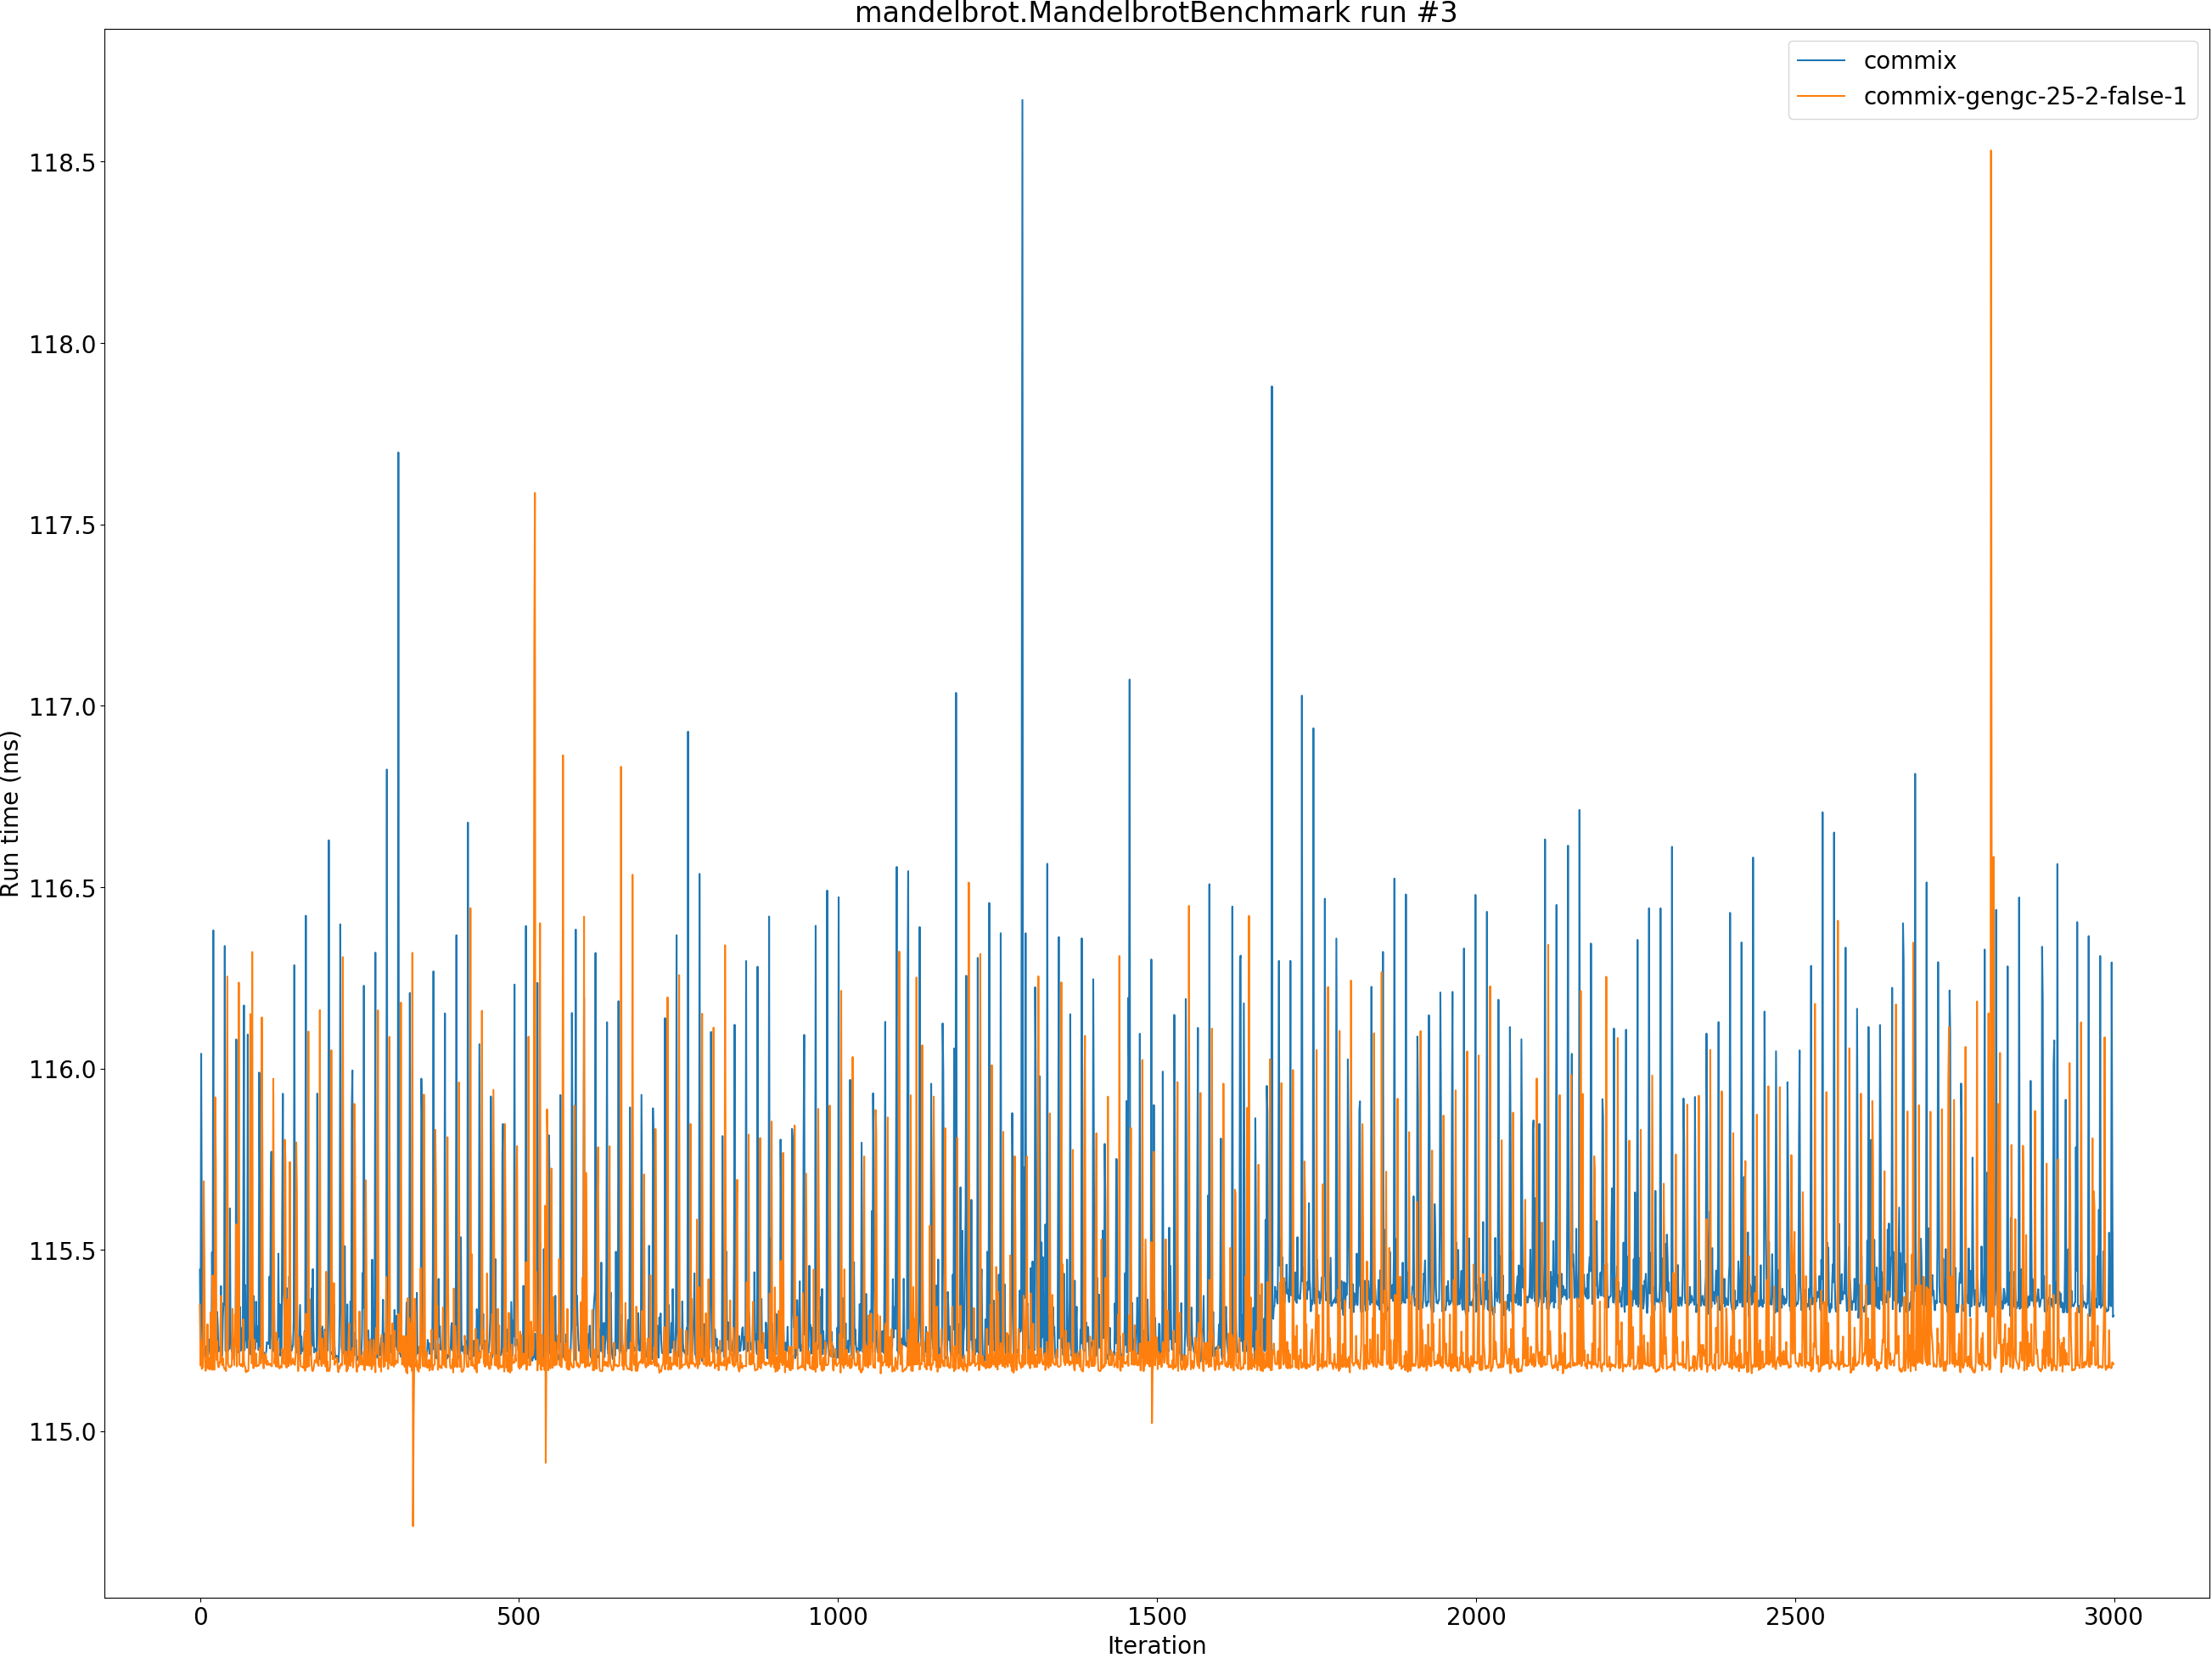 mandelbrot.MandelbrotBenchmark run #3
commix
commix-gengc-25-2-false-1
118.5
118.0
117.5
117.0
116.5
116.0
115.5
115.0
Run time (ms)
0 500 1000 1500 2000 2500 3000
Iteration